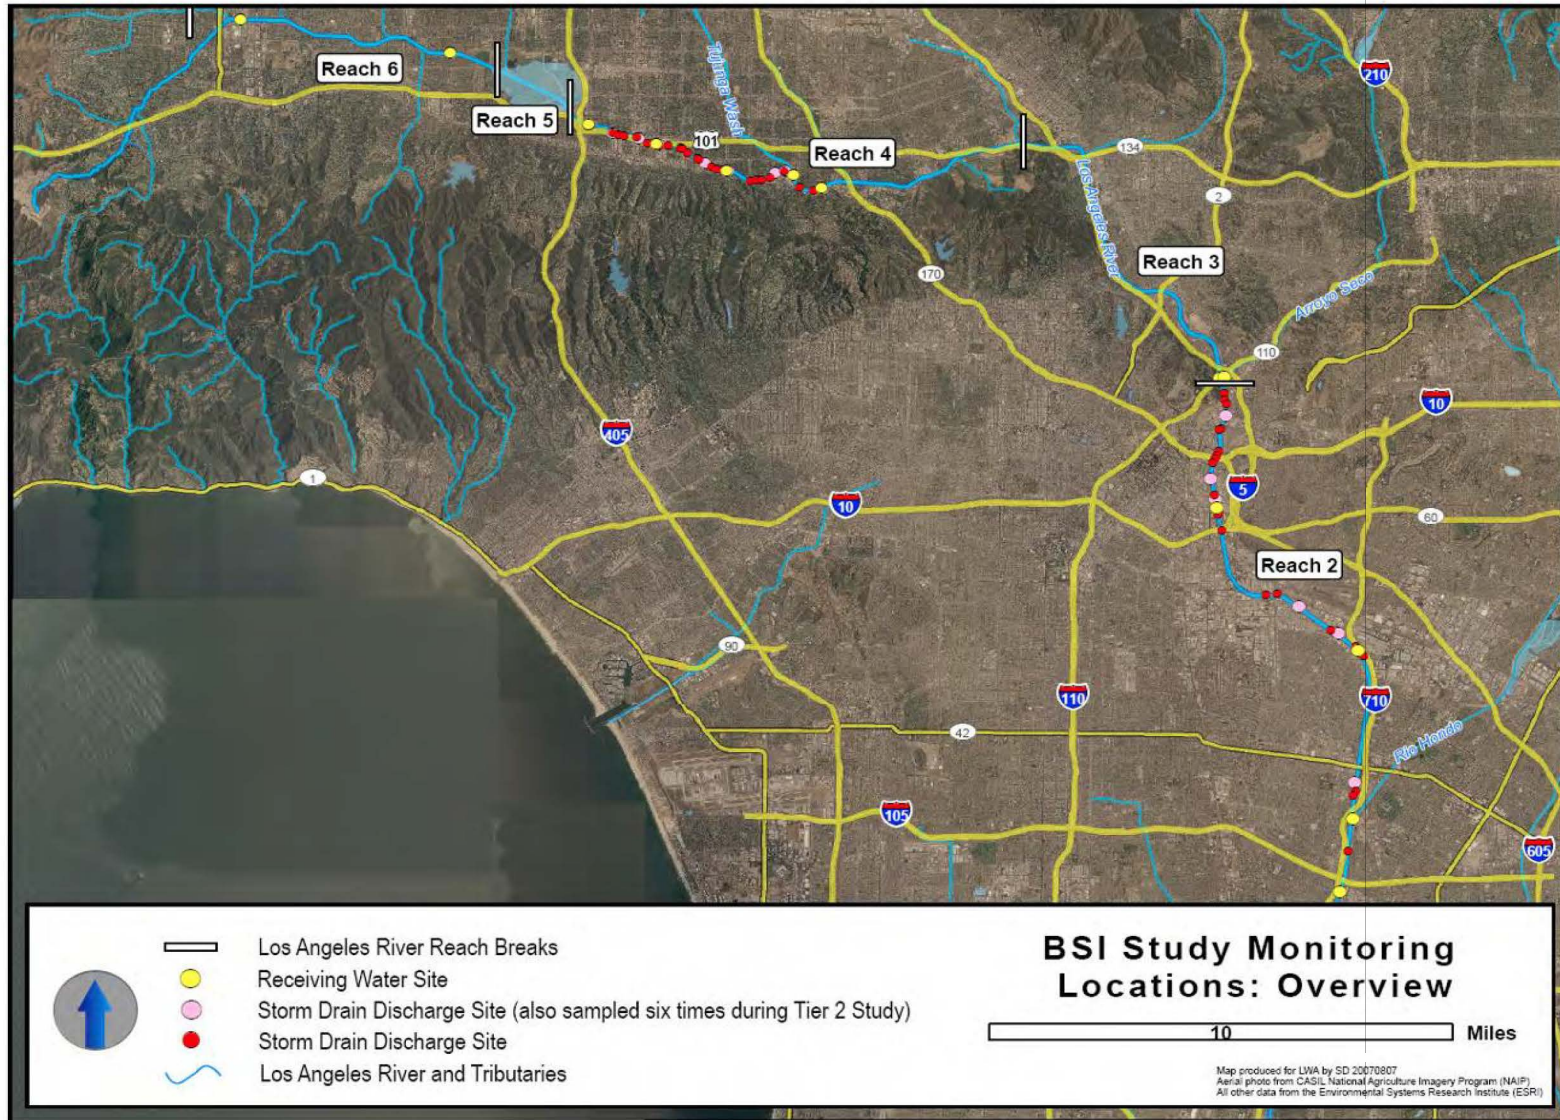 210
Reach 6
Tujunga Wash
Reach 5
101
Reach 4
134
Los Angeles River
2
Reach 3
170
Arroyo Seco
110
10
405
1
5
10
60
Reach 2
90
110
710
42
Rio Hondo
105
605
Los Angeles River Reach Breaks
Receiving Water Site
Storm Drain Discharge Site (also sampled six times during Tier 2 Study)
Storm Drain Discharge Site
Los Angeles River and Tributaries
BSI Study Monitoring
Locations: Overview
10 Miles
Map produced for LWA by SD 20070807
Aerial photo from CASIL National Agriculture Imagery Program (NAIP)
All other data from the Environmental Systems Research Institute (ESRI)